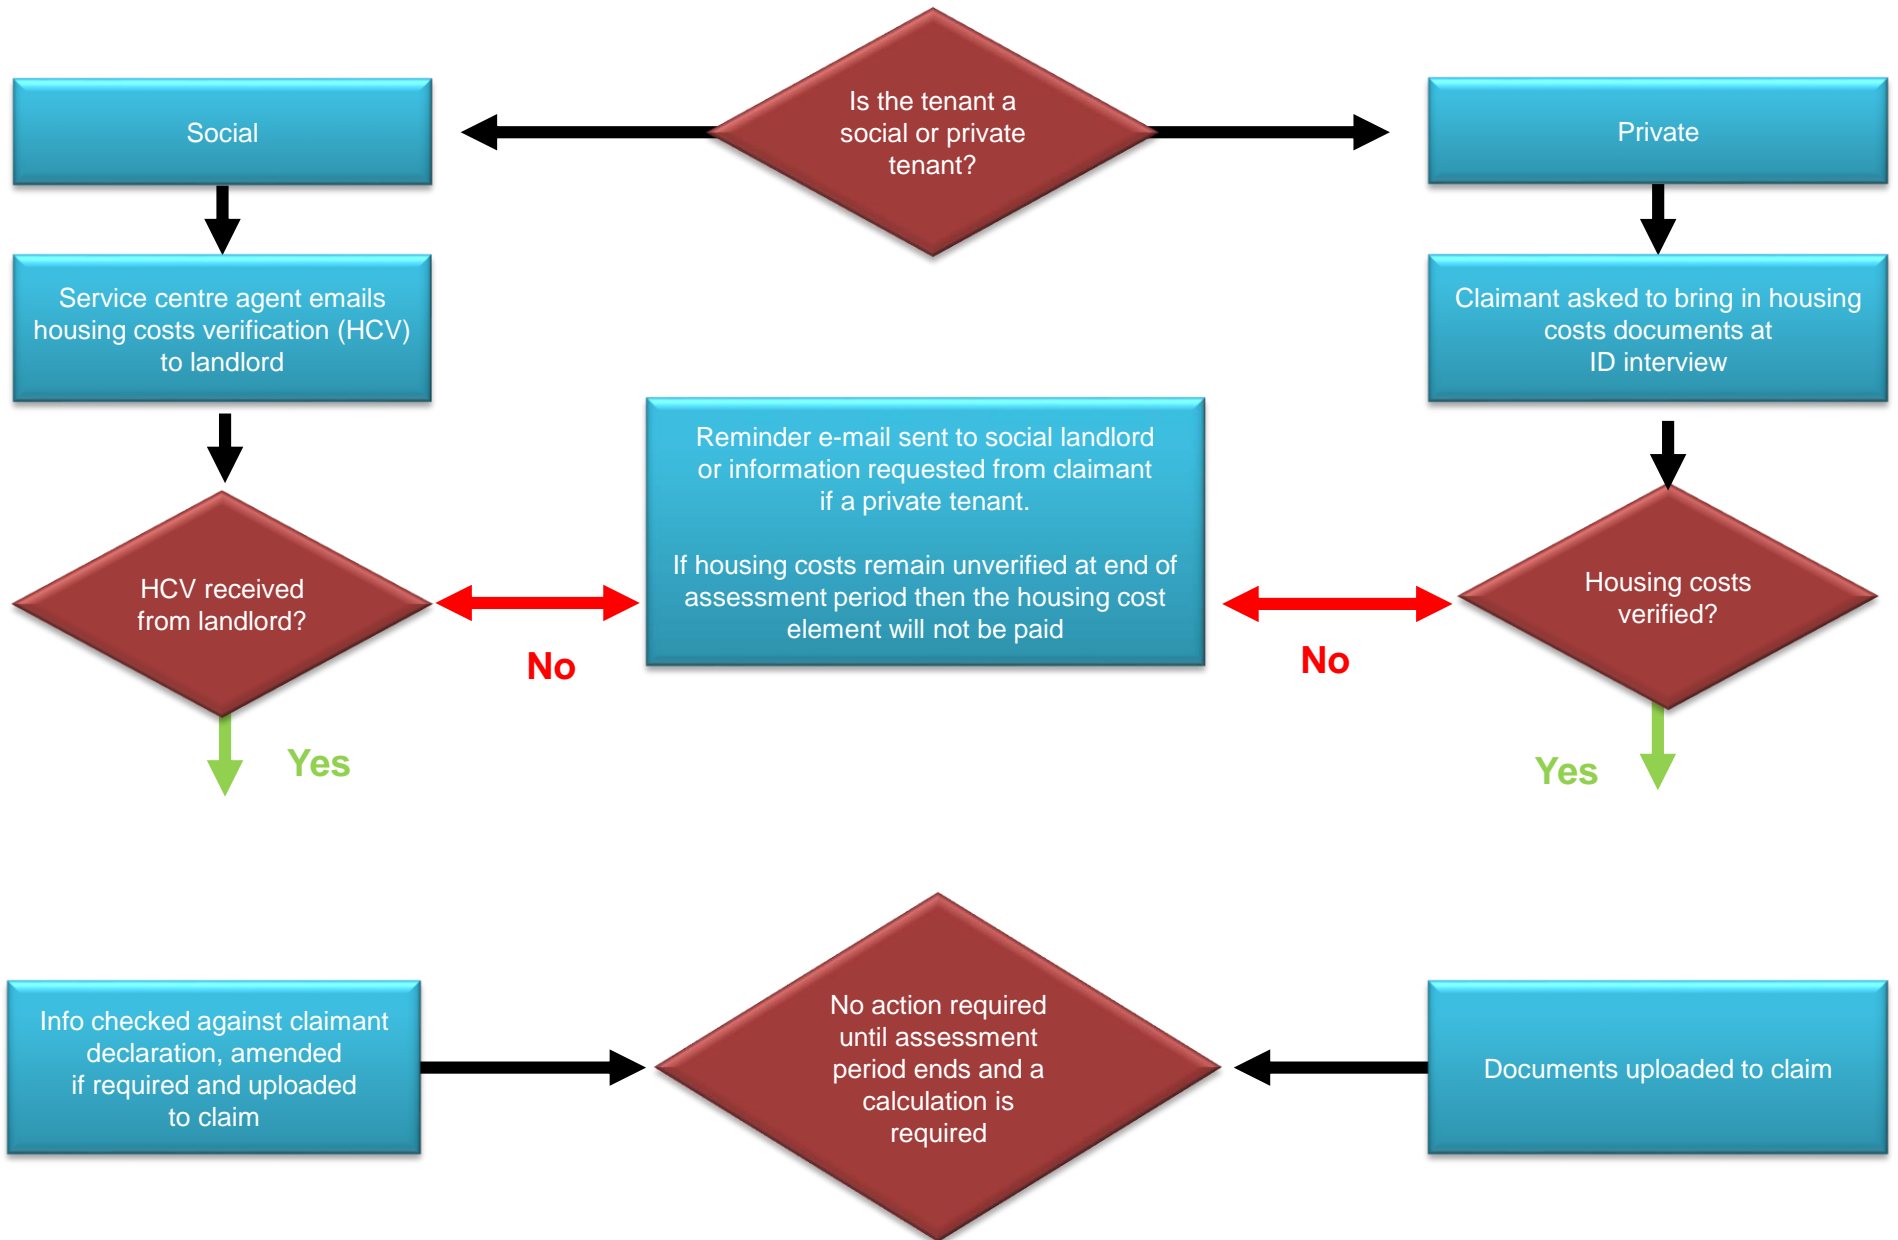 Is the tenant a
social or private
tenant?
Social
Private
Service centre agent emails
housing costs verification (HCV)
to landlord
Claimant asked to bring in housing
costs documents at
ID interview
Reminder e-mail sent to social landlord
or information requested from claimant
if a private tenant.
If housing costs remain unverified at end of
assessment period then the housing cost
element will not be paid
HCV received
from landlord?
Housing costs
verified?
No
No
Yes
Yes
Info checked against claimant
declaration, amended
if required and uploaded
to claim
No action required
until assessment
period ends and a
calculation is
required
Documents uploaded to claim